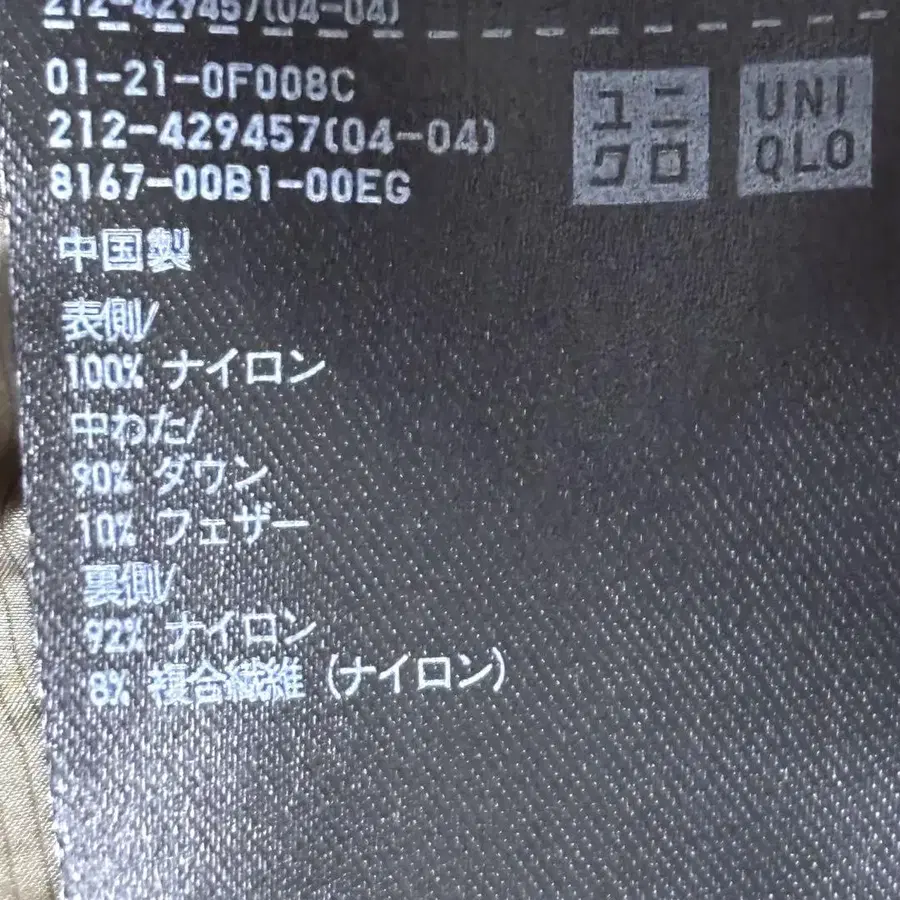 212-429457(04-04)
01-21-0F008C
212-429457(04-04)
8167-00B1-00EG
ユニ
クロ
UNI
QLO
中国製
表側/
100% ナイロン
中わた/
90% ダウン
10% フェザー
裏側/
92% ナイロン
8% 複合繊維 (ナイロン)